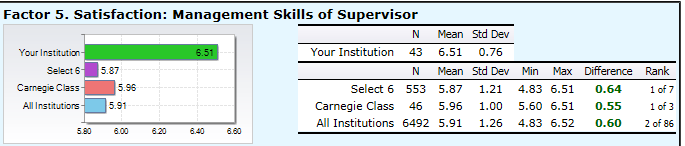 Factor 5. Satisfaction: Management Skills of Supervisor
Your Institution 6.51
Select 6 5.87
Carnegie Class 5.96
All Institutions 5.91
5.80 6.00 6.20 6.40 6.60
N Mean Std Dev
Your Institution 43 6.51 0.76
N Mean Std Dev Min Max Difference Rank
Select 6 553 5.87 1.21 4.83 6.51 0.64 1 of 7
Carnegie Class 46 5.96 1.00 5.60 6.51 0.55 1 of 3
All Institutions 6492 5.91 1.26 4.83 6.52 0.60 2 of 86